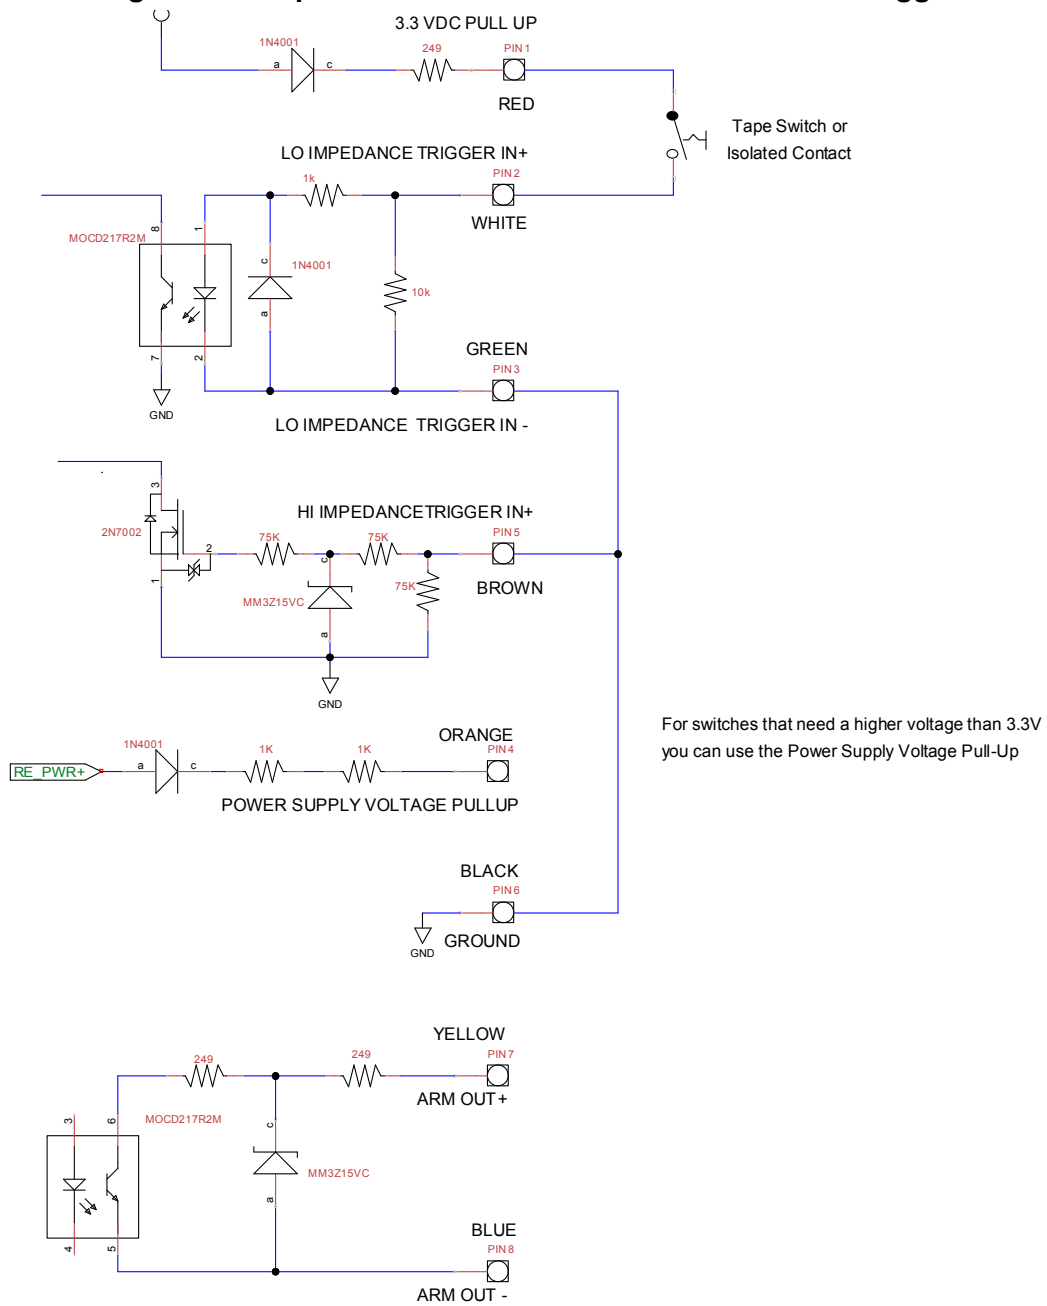 3.3 VDC PULL UP
1N4001
249
PIN1
a
c
RED
Tape Switch or
Isolated Contact
LO IMPEDANCE TRIGGER IN+
1k
PIN2
WHITE
8
1
MOCD217R2M
c
1N4001
10k
a
7
2
GREEN
PIN3
GND
LO IMPEDANCE TRIGGER IN -
3
HI IMPEDANCETRIGGER IN+
2N7002
75K
75K
PIN5
2
c
75K
BROWN
1
MM3Z15VC
a
GND
For switches that need a higher voltage than 3.3V
you can use the Power Supply Voltage Pull-Up
ORANGE
1N4001
1K
1K
PIN4
RE_PWR+
a
c
POWER SUPPLY VOLTAGE PULLUP
BLACK
PIN6
GND
GROUND
YELLOW
249
249
PIN7
ARM OUT+
3
6
MOCD217R2M
c
MM3Z15VC
a
4
5
BLUE
PIN8
ARM OUT -